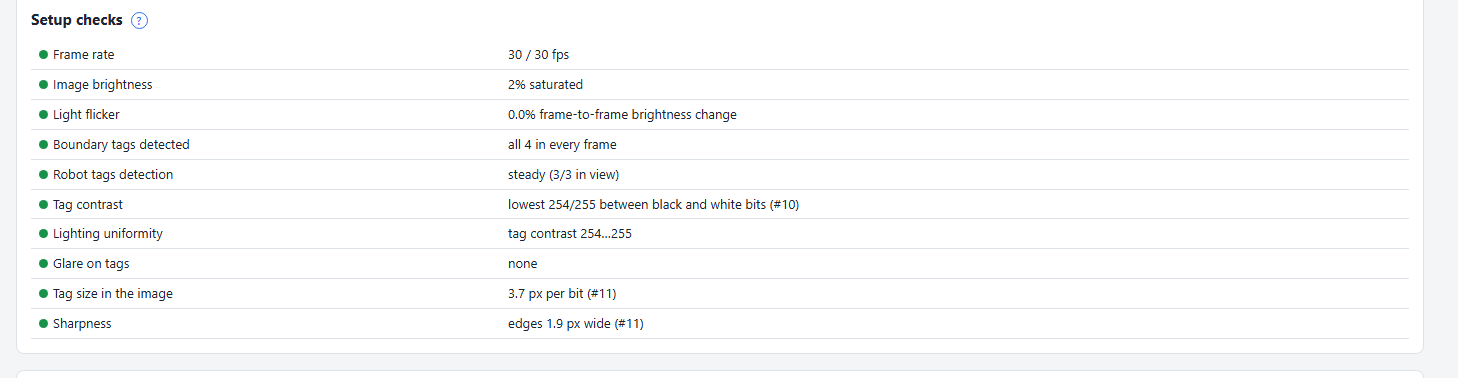 Setup checks ?
Frame rate 30 / 30 fps
Image brightness 2% saturated
Light flicker 0.0% frame-to-frame brightness change
Boundary tags detected all 4 in every frame
Robot tags detection steady (3/3 in view)
Tag contrast lowest 254/255 between black and white bits (#10)
Lighting uniformity tag contrast 254…255
Glare on tags none
Tag size in the image 3.7 px per bit (#11)
Sharpness edges 1.9 px wide (#11)